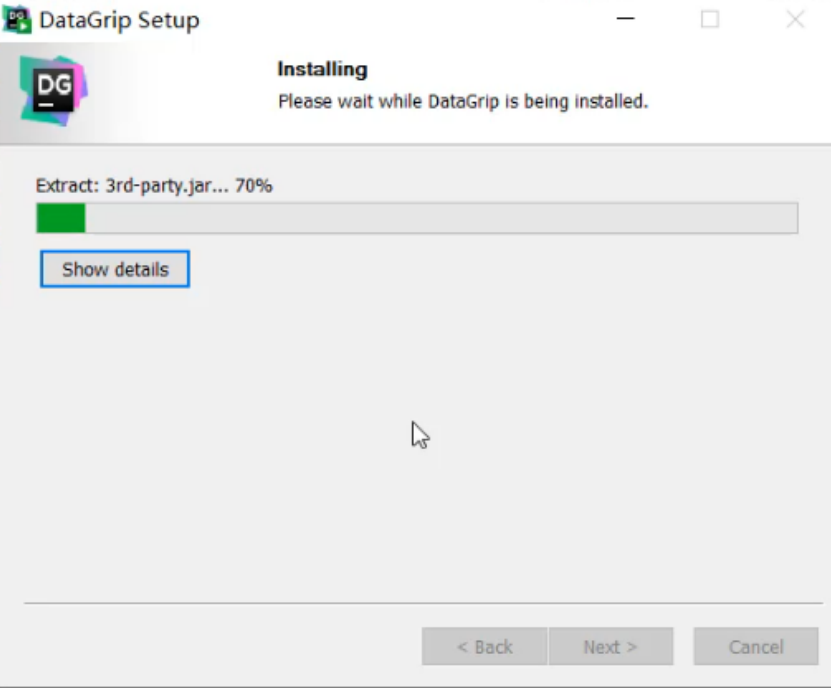 DataGrip Setup
DG
Installing
Please wait while DataGrip is being installed.
Extract: 3rd-party.jar... 70%
Show details
< Back Next > Cancel